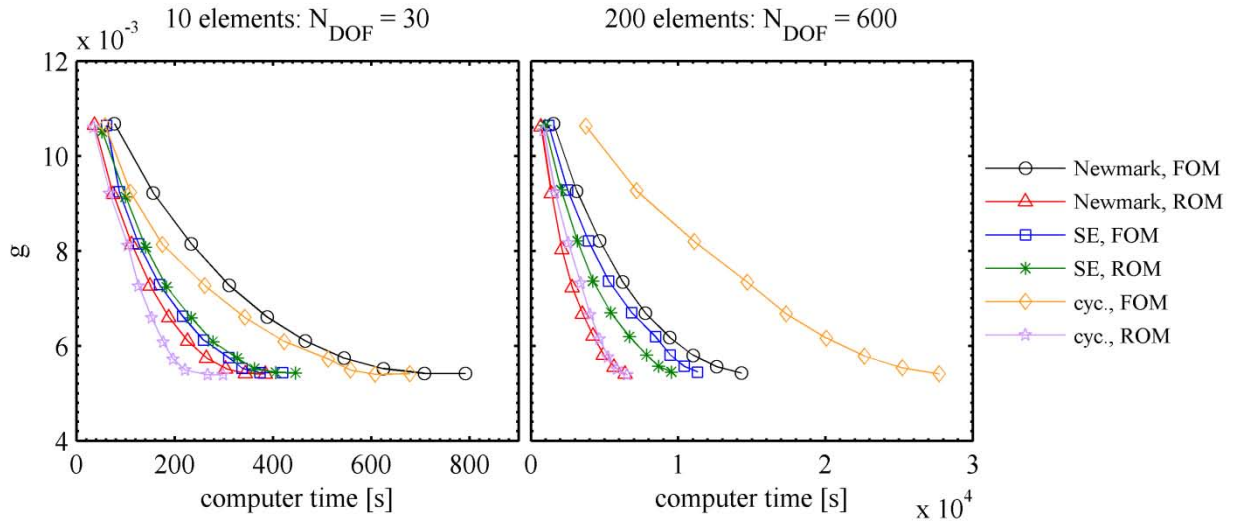 10 elements: N_DOF = 30
200 elements: N_DOF = 600
x 10^-3
12
10
8
6
4
g
0 200 400 600 800
computer time [s]
0 1 2 3
computer time [s]
x 10^4
Newmark, FOM
Newmark, ROM
SE, FOM
SE, ROM
cyc., FOM
cyc., ROM